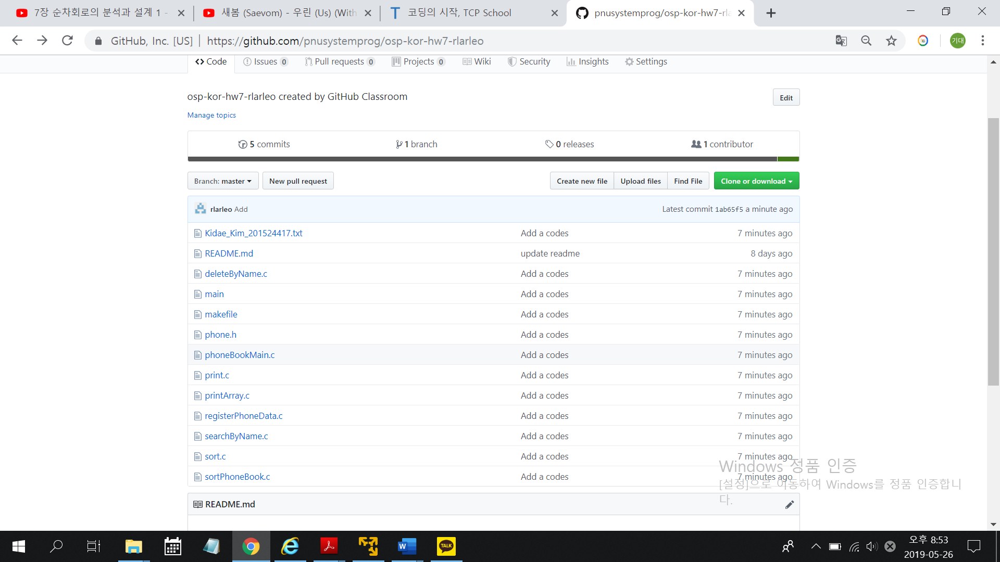 7장 순차회로의 분석과 설계 1 -
새봄 (Saevom) - 우린 (Us) (With
코딩의 시작, TCP School
pnusystemprog/osp-kor-hw7-rla
GitHub, Inc. [US]
https://github.com/pnusystemprog/osp-kor-hw7-rlarleo
기대
Code
Issues 0
Pull requests 0
Projects 0
Wiki
Security
Insights
Settings
osp-kor-hw7-rlarleo created by GitHub Classroom
Edit
Manage topics
5 commits
1 branch
0 releases
1 contributor
Branch: master
New pull request
Create new file
Upload files
Find File
Clone or download
rlarleo Add
Latest commit 1ab65f5 a minute ago
Kidae_Kim_201524417.txt Add a codes 7 minutes ago
README.md update readme 8 days ago
deleteByName.c Add a codes 7 minutes ago
main Add a codes 7 minutes ago
makefile Add a codes 7 minutes ago
phone.h Add a codes 7 minutes ago
phoneBookMain.c Add a codes 7 minutes ago
print.c Add a codes 7 minutes ago
printArray.c Add a codes 7 minutes ago
registerPhoneData.c Add a codes 7 minutes ago
searchByName.c Add a codes 7 minutes ago
sort.c Add a codes 7 minutes ago
sortPhoneBook.c Add a codes 7 minutes ago
Windows 정품 인증
[설정]으로 이동하여 Windows를 정품 인증합니
다.
README.md
TALK
오후 8:53
2019-05-26